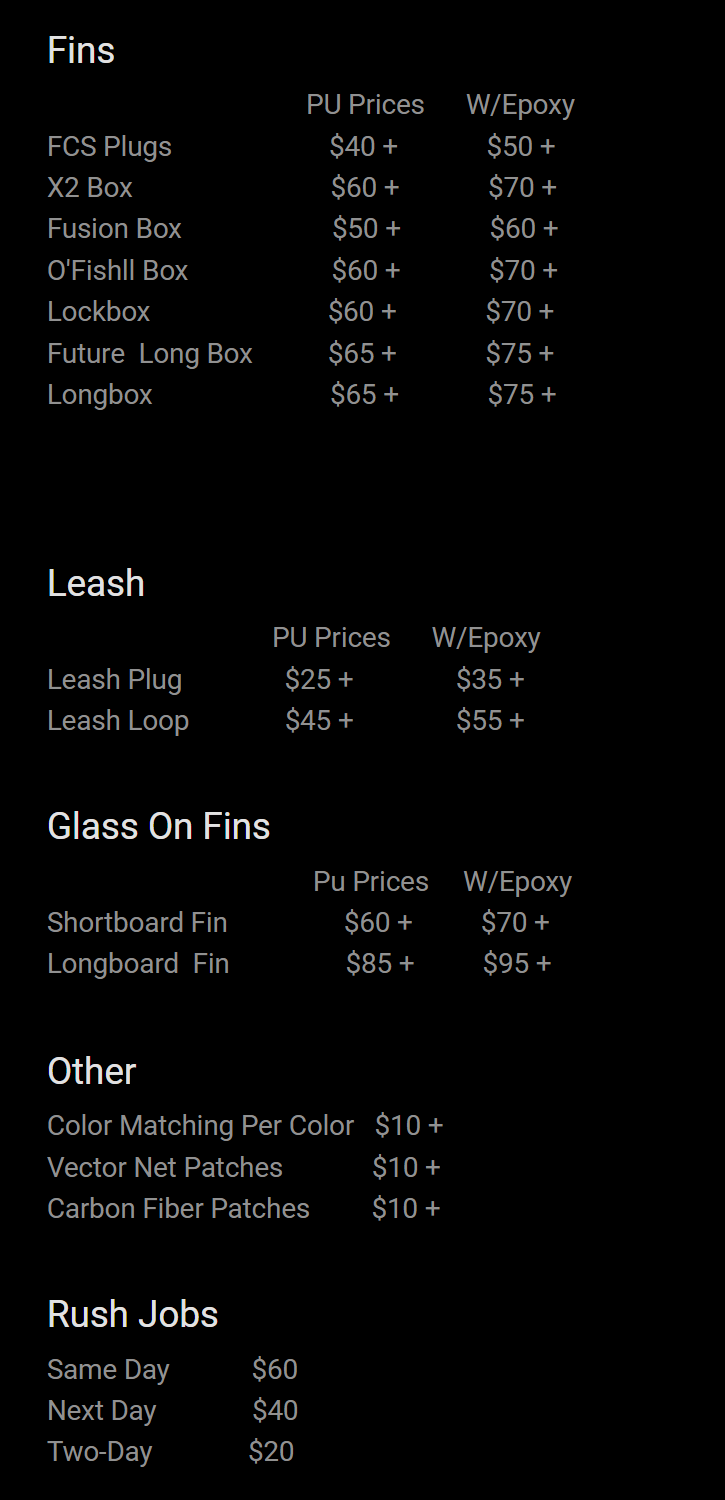 Fins
PU Prices W/Epoxy
FCS Plugs $40 + $50 +
X2 Box $60 + $70 +
Fusion Box $50 + $60 +
O'Fishll Box $60 + $70 +
Lockbox $60 + $70 +
Future Long Box $65 + $75 +
Longbox $65 + $75 +
Leash
PU Prices W/Epoxy
Leash Plug $25 + $35 +
Leash Loop $45 + $55 +
Glass On Fins
Pu Prices W/Epoxy
Shortboard Fin $60 + $70 +
Longboard Fin $85 + $95 +
Other
Color Matching Per Color $10 +
Vector Net Patches $10 +
Carbon Fiber Patches $10 +
Rush Jobs
Same Day $60
Next Day $40
Two-Day $20